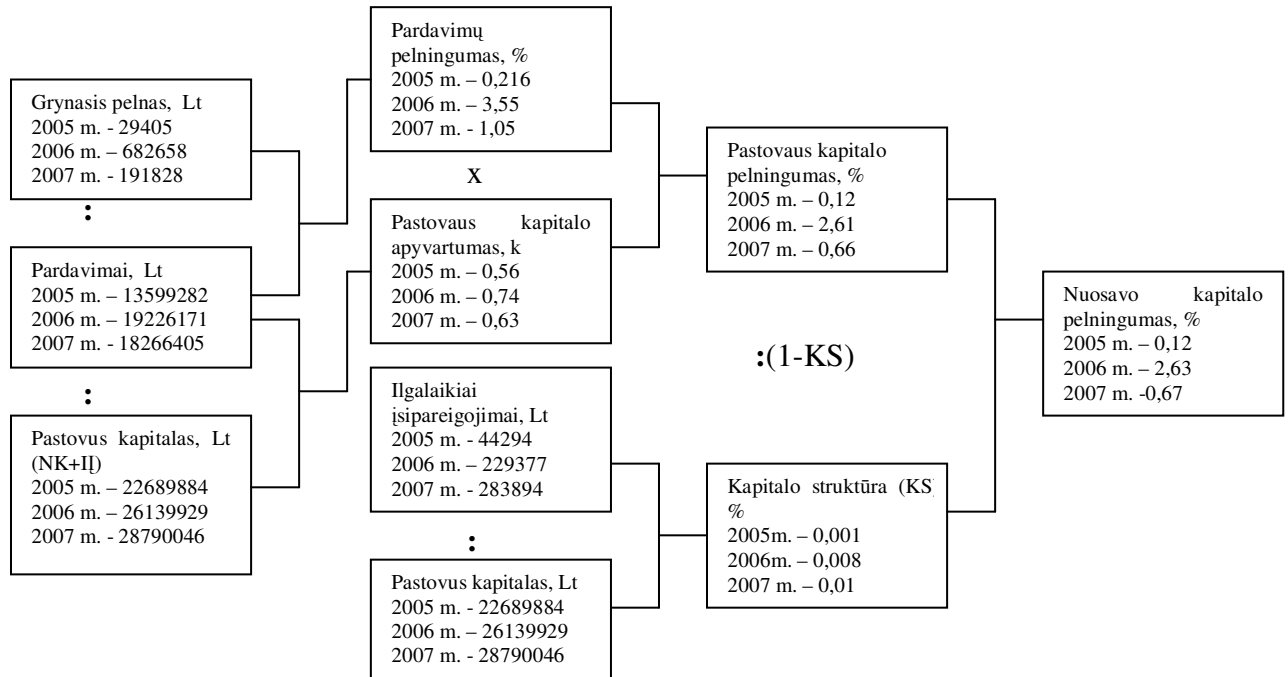 Grynasis pelnas, Lt
2005 m. - 29405
2006 m. – 682658
2007 m. - 191828
:
Pardavimai, Lt
2005 m. – 13599282
2006 m. – 19226171
2007 m. - 18266405
:
Pastovus kapitalas, Lt
(NK+IĮ)
2005 m. – 22689884
2006 m. – 26139929
2007 m. - 28790046
Pardavimų
pelningumas, %
2005 m. – 0,216
2006 m. – 3,55
2007 m. - 1,05
x
Pastovaus kapitalo
apyvartumas, k
2005 m. – 0,56
2006 m. – 0,74
2007 m. – 0,63
Ilgalaikiai
įsipareigojimai, Lt
2005 m. - 44294
2006 m. – 229377
2007 m. - 283894
:
Pastovus kapitalas, Lt
2005 m. - 22689884
2006 m. – 26139929
2007 m. - 28790046
Pastovaus kapitalo
pelningumas, %
2005 m. – 0,12
2006 m. – 2,61
2007 m. – 0,66
:(1-KS)
Kapitalo struktūra (KS)
%
2005m. – 0,001
2006m. – 0,008
2007 m. – 0,01
Nuosavo kapitalo
pelningumas, %
2005 m. – 0,12
2006 m. – 2,63
2007 m. -0,67